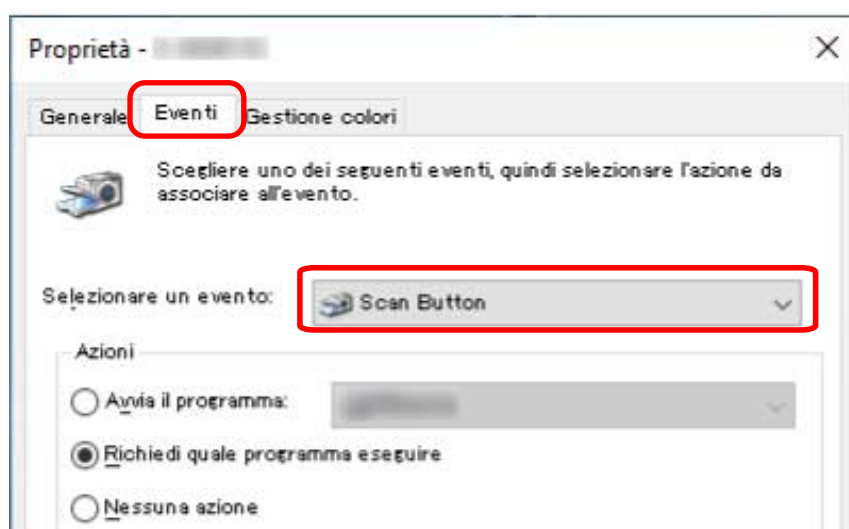 Proprietà -
Generale Eventi Gestione colori
Scegliere uno dei seguenti eventi, quindi selezionare l'azione da
associare all'evento.
Selezionare un evento: Scan Button
Azioni
Avvia il programma:
Richiedi quale programma eseguire
Nessuna azione